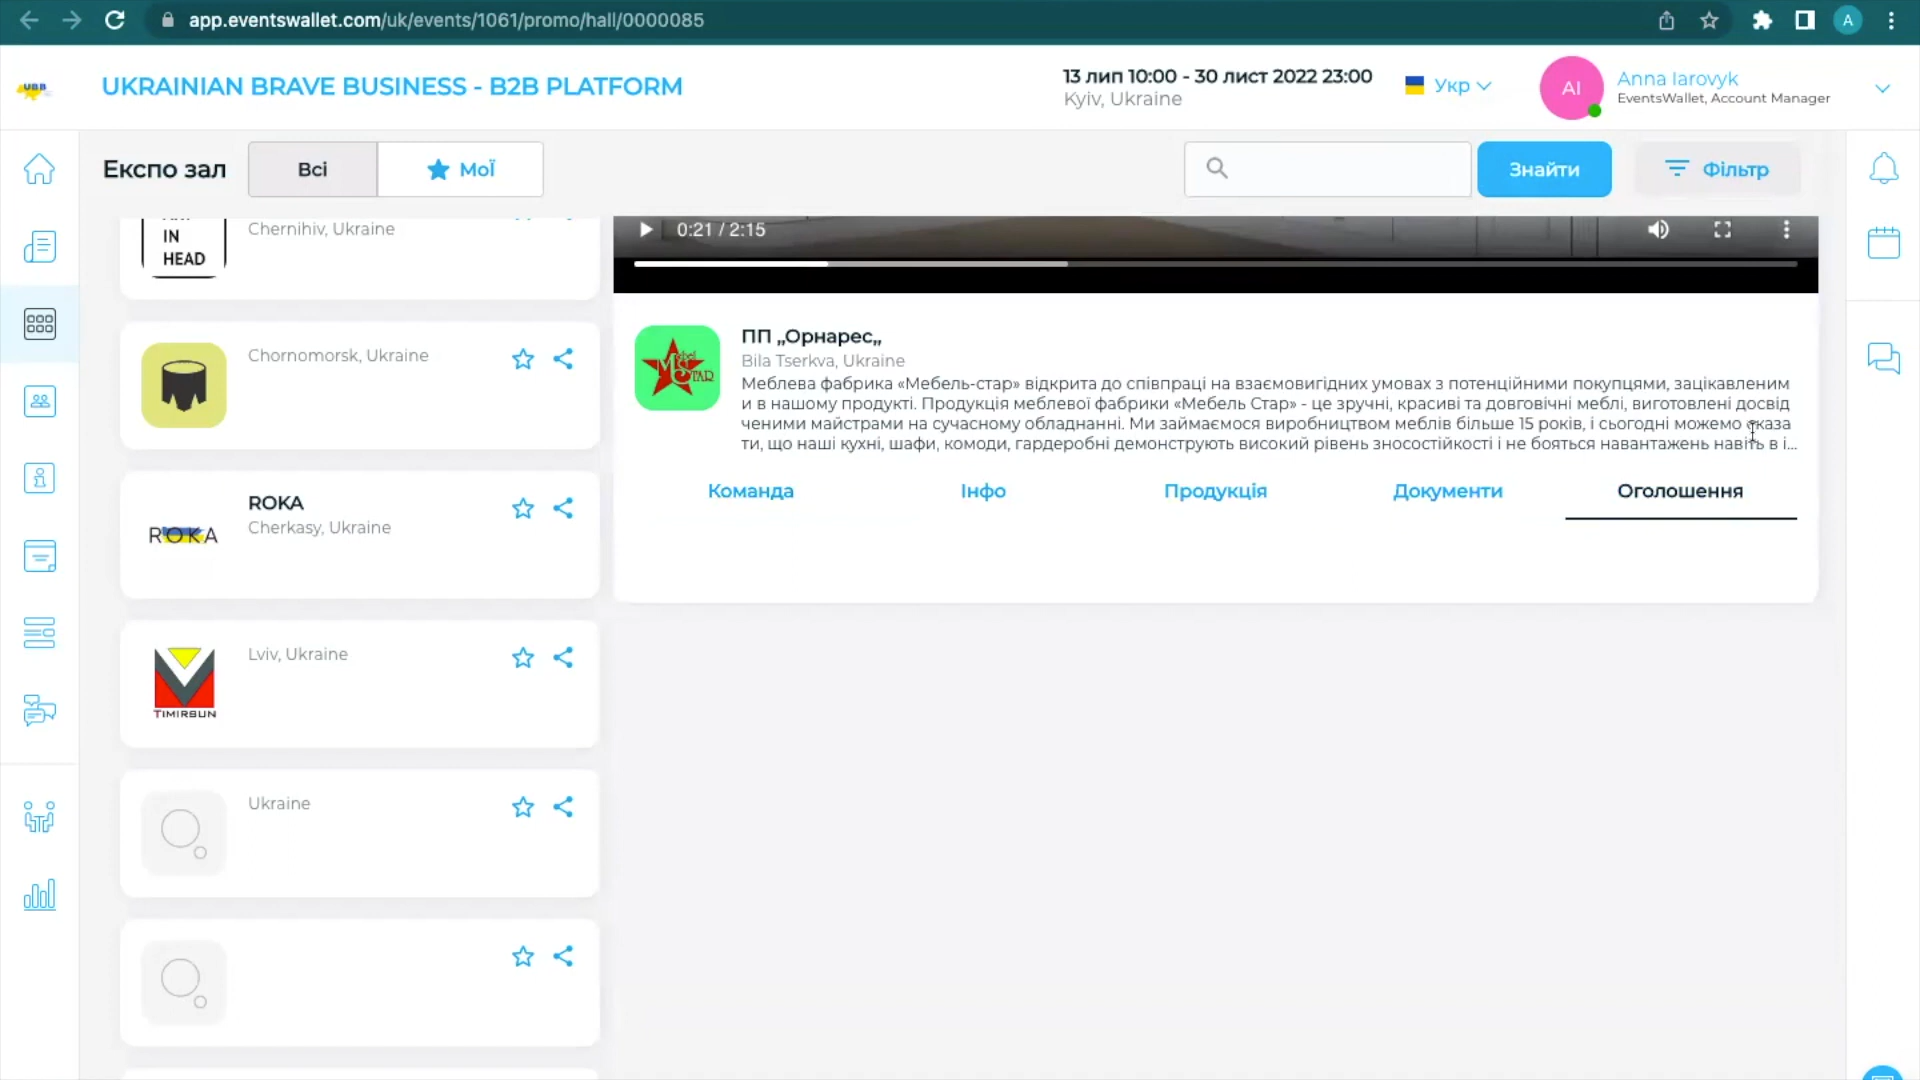 app.eventswallet.com/uk/events/1061/promo/hall/0000085
A
UBB
UKRAINIAN BRAVE BUSINESS - B2B PLATFORM
13 лип 10:00 - 30 лист 2022 23:00
Kyiv, Ukraine
Укр
AI
Anna Iarovyk
EventsWallet, Account Manager
Експо зал
Всі
Мої
Знайти
Фільтр
IN
HEAD
Chernihiv, Ukraine
Chornomorsk, Ukraine
ROKA
ROKA
Cherkasy, Ukraine
TIMIRSUN
Lviv, Ukraine
Ukraine
0:21 / 2:15
Mebel
STAR
ПП „Орнарес„
Bila Tserkva, Ukraine
Меблева фабрика «Мебель-стар» відкрита до співпраці на взаємовигідних умовах з потенційними покупцями, зацікавленим
и в нашому продукті. Продукція меблевої фабрики «Мебель Стар» - це зручні, красиві та довговічні меблі, виготовлені досвід
ченими майстрами на сучасному обладнанні. Ми займаємося виробництвом меблів більше 15 років, і сьогодні можемо сказа
ти, що наші кухні, шафи, комоди, гардеробні демонструють високий рівень зносостійкості і не бояться навантажень навіть в і...
Команда
Інфо
Продукція
Документи
Оголошення